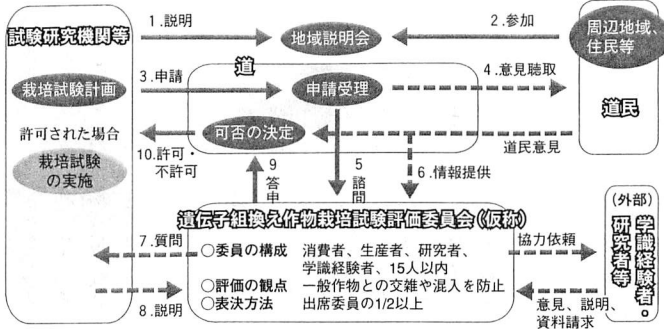 試験研究機関等
1.説明
地域説明会
2.参加
周辺地域、
住民等
道民
道
栽培試験計画
3.申請
申請受理
4.意見聴取
許可された場合
10.許可・
不許可
可否の決定
道民意見
栽培試験
の実施
9
答申
5
諮問
6.情報提供
遺伝子組換え作物栽培試験評価委員会(仮称)
7.質問
○委員の構成 消費者、生産者、研究者、
学識経験者、15人以内
○評価の観点 一般作物との交雑や混入を防止
○表決方法 出席委員の1/2以上
8.説明
協力依頼
意見、説明、
資料請求
(外部)
学識経験者・
研究者等